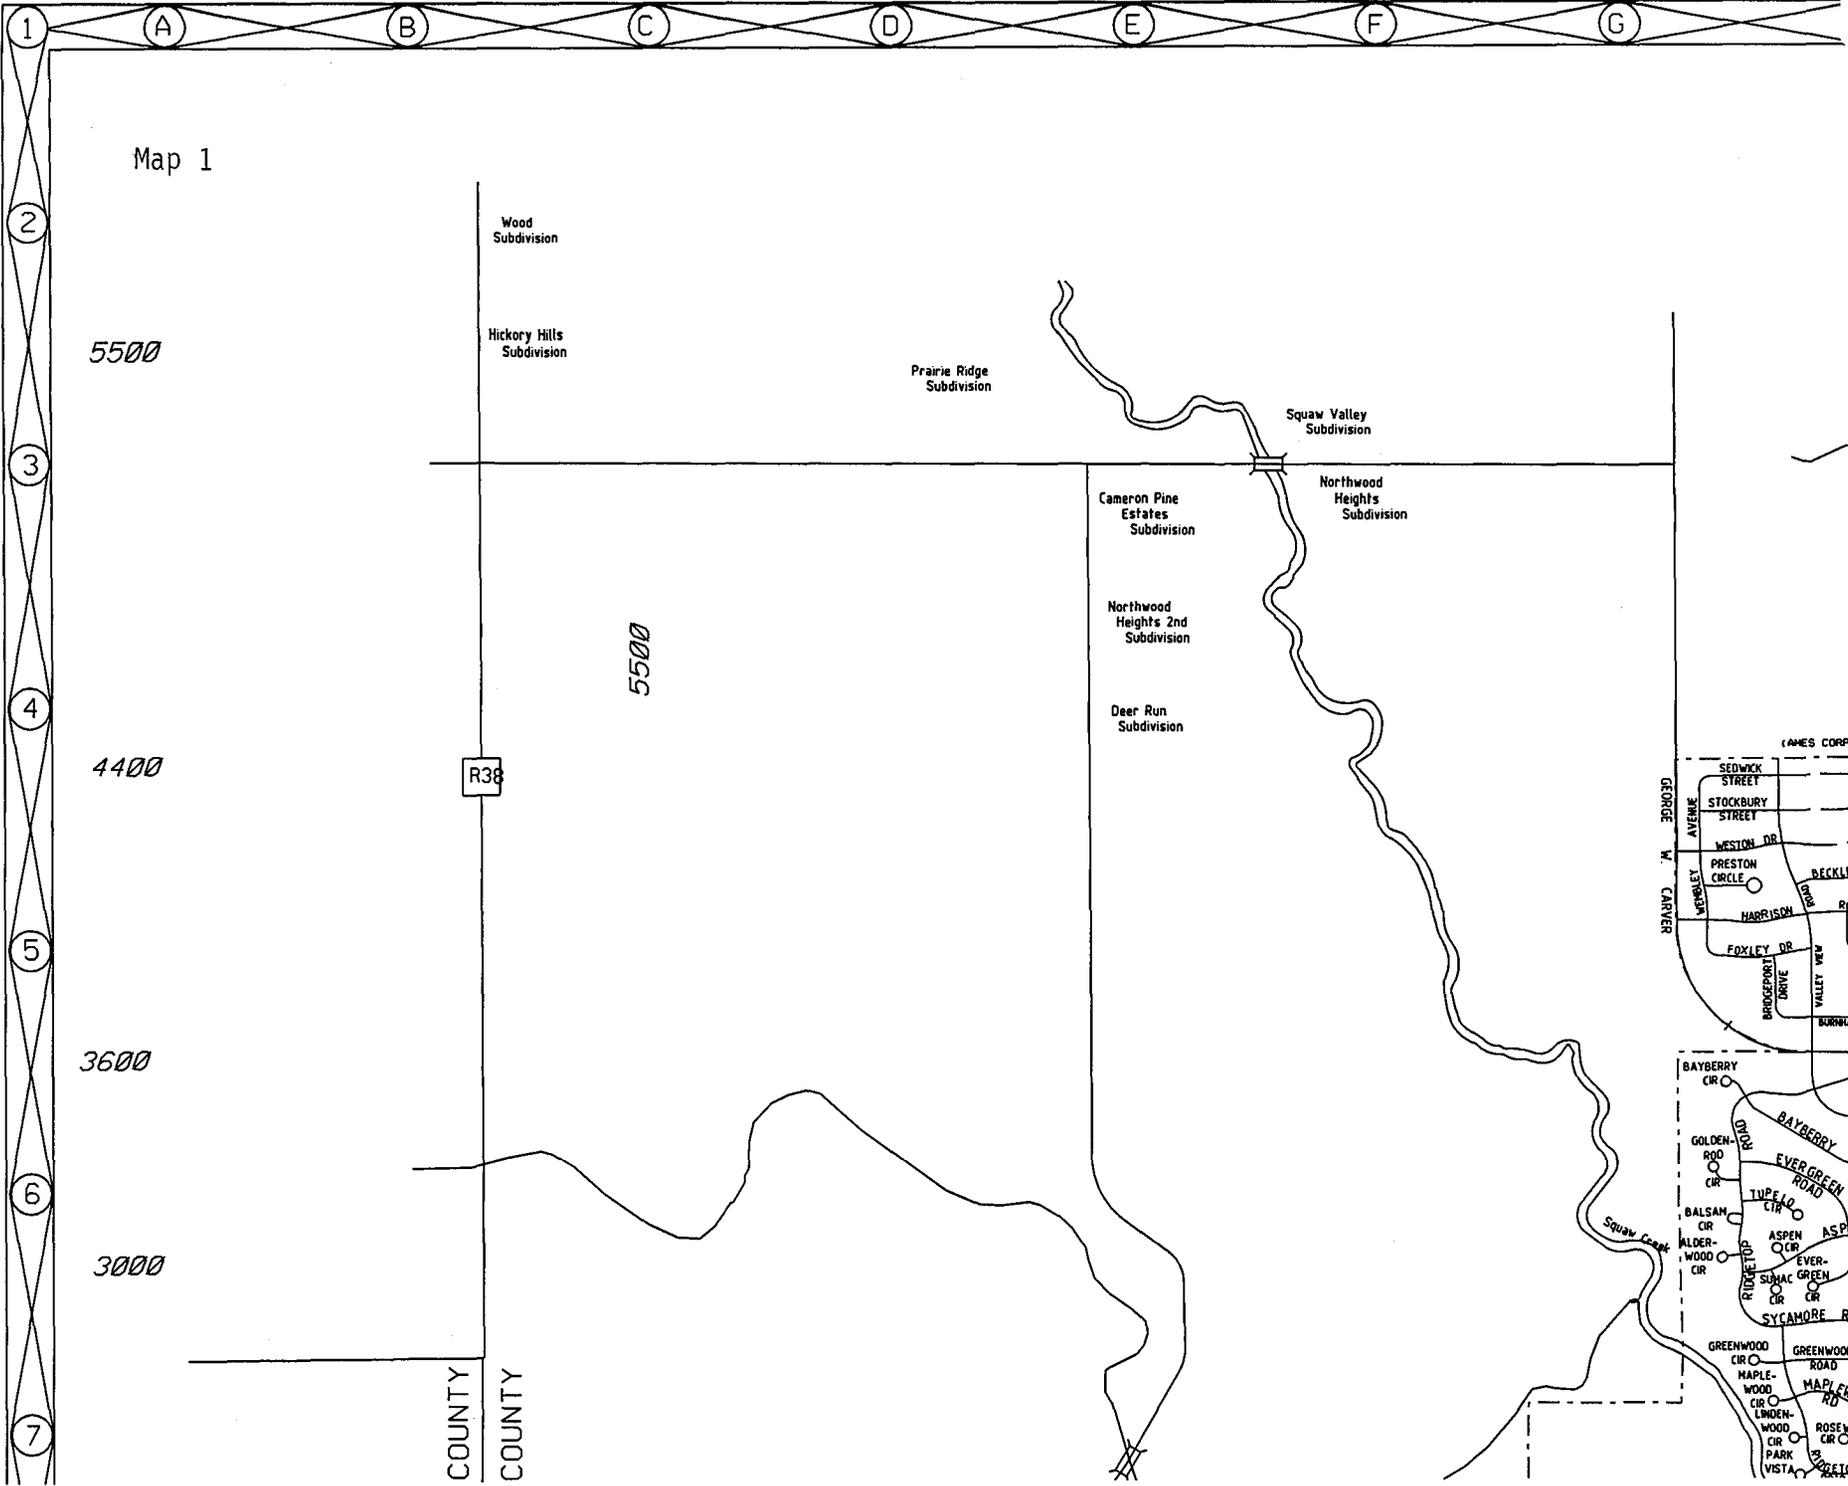 1 A B C D E F G
Map 1
2
Wood
Subdivision
5500
Hickory Hills
Subdivision
Prairie Ridge
Subdivision
Squaw Valley
Subdivision
3
Northwood
Heights
Subdivision
Cameron Pine
Estates
Subdivision
5500
Northwood
Heights 2nd
Subdivision
4
Deer Run
Subdivision
4400
R38
GEORGE W. CARVER
SEDWICK
STREET
STOCKBURY
STREET
WEMBLEY AVENUE
WESTON DR
PRESTON
CIRCLE
HARRISON
FOXLEY DR
BRIDGEPORT
DRIVE
VALLEY VIEW
ROAD
5
3600
BAYBERRY
CIR
BAYBERRY
GOLDEN-
ROD
CIR
EVERGREEN
ROAD
6
TUPELO
CIR
BALSAM
CIR
ALDER-
WOOD
CIR
ASPEN
CIR
EVER-
GREEN
CIR
SUMAC
CIR
RIDGETOP
ROAD
SYCAMORE
Squaw Creek
3000
GREENWOOD
CIR
ROAD
MAPLE-
WOOD
CIR
RD
LINDEN-
WOOD
CIR
CIR
PARK
VISTA
COUNTY
COUNTY
7